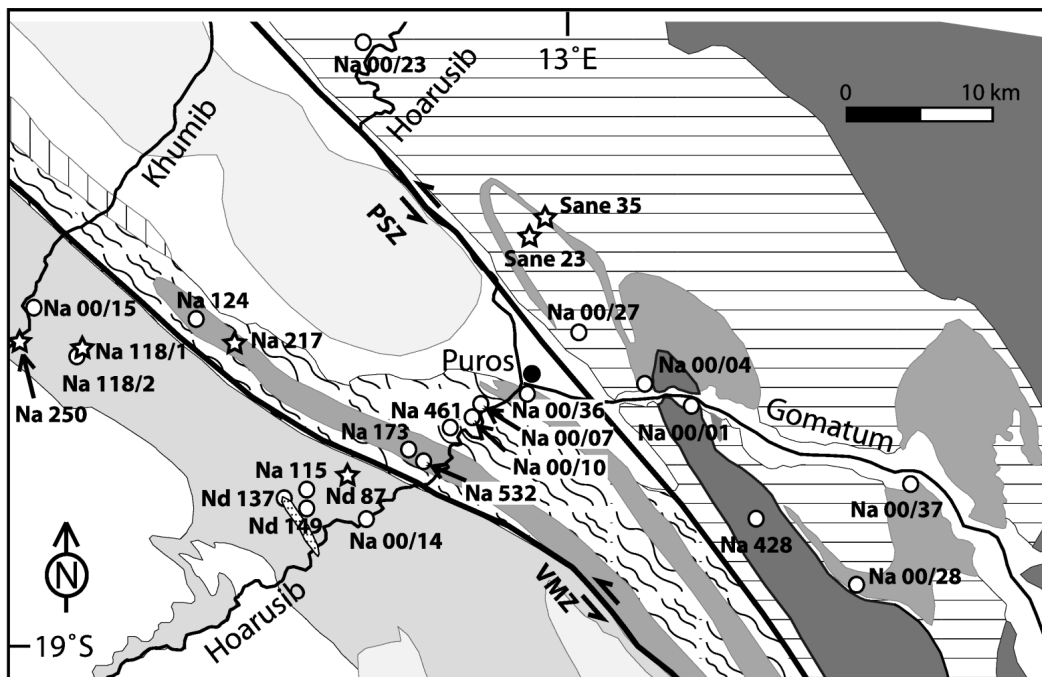 Na 00/23
13°E
0 10 km
Hoarusib
Khumib
PSZ
Sane 35
Sane 23
Na 00/15
Na 124
Na 00/27
Na 217
Na 118/1
Na 118/2
Na 250
Puros
Na 00/04
Na 00/36
Na 461
Na 00/07
Na 00/01
Gomatum
Na 173
Na 00/10
Na 115
Na 532
Nd 137
Nd 87
Nd 149
Na 00/14
Na 00/37
Na 428
Na 00/28
N
VMZ
Hoarusib
19°S